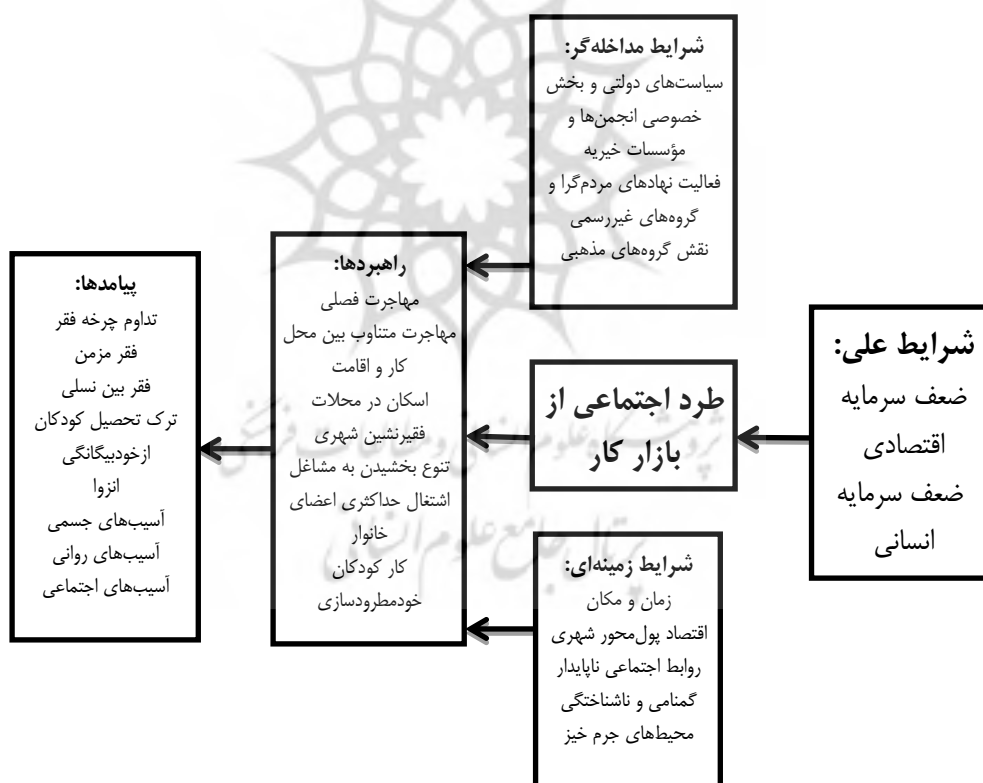 شرایط علی:
ضعف سرمایه
اقتصادی
ضعف سرمایه
انسانی
شرایط مداخله‌گر:
سیاست‌های دولتی و بخش
خصوصی انجمن‌ها و
مؤسسات خیریه
فعالیت نهادهای مردم‌گرا و
گروه‌های غیررسمی
نقش گروه‌های مذهبی
طرد اجتماعی از
بازار کار
شرایط زمینه‌ای:
زمان و مکان
اقتصاد پول‌محور شهری
روابط اجتماعی ناپایدار
گمنامی و ناشناختگی
محیط‌های جرم خیز
راهبردها:
مهاجرت فصلی
مهاجرت متناوب بین محل
کار و اقامت
اسکان در محلات
فقیرنشین شهری
تنوع بخشیدن به مشاغل
اشتغال حداکثری اعضای
خانوار
کار کودکان
خودمطرودسازی
پیامدها:
تداوم چرخه فقر
فقر مزمن
فقر بین نسلی
ترک تحصیل کودکان
ازخودبیگانگی
انزوا
آسیب‌های جسمی
آسیب‌های روانی
آسیب‌های اجتماعی
پرتال جامع علوم انسانی